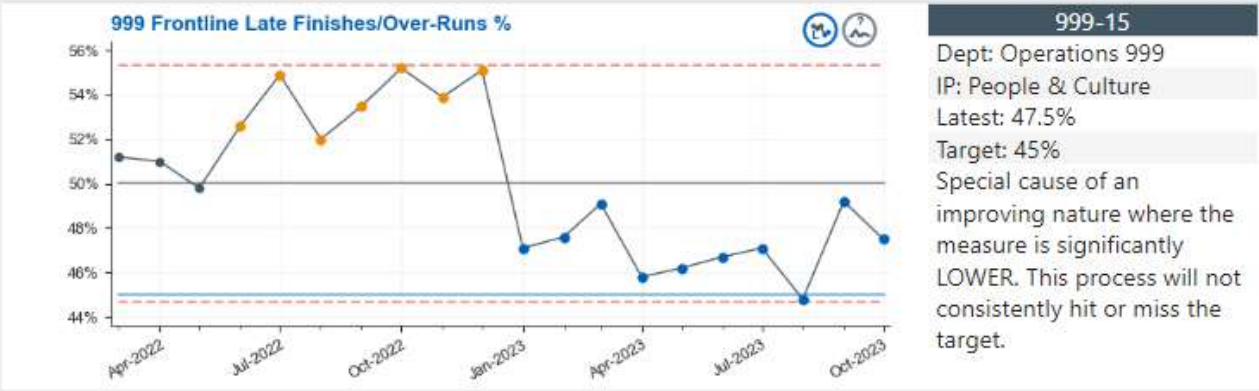 999 Frontline Late Finishes/Over-Runs %
?
56%
54%
52%
50%
48%
46%
44%
Apr-2022
Jul-2022
Oct-2022
Jan-2023
Apr-2023
Jul-2023
Oct-2023
999-15
Dept: Operations 999
IP: People & Culture
Latest: 47.5%
Target: 45%
Special cause of an
improving nature where the
measure is significantly
LOWER. This process will not
consistently hit or miss the
target.